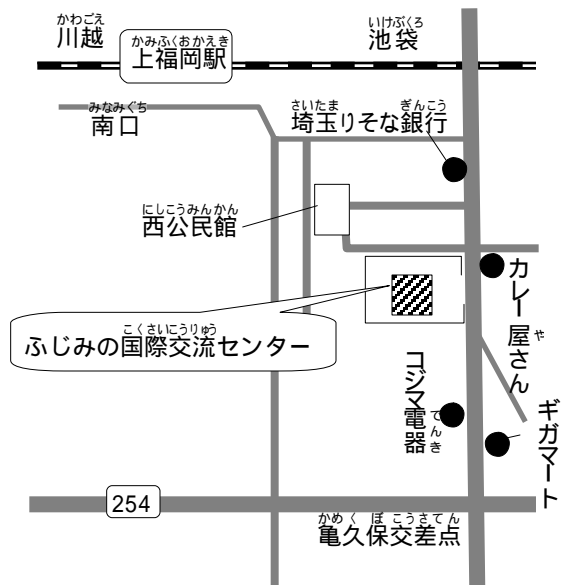 かわごえ
川越
いけぶくろ
池袋
かみふくおかえき
上福岡駅
みなみぐち
南口
さいたま ぎんこう
埼玉りそな銀行
にしこうみんかん
西公民館
カレー屋さん
や
こくさいこうりゅう
ふじみの国際交流センター
コジマ電器
でんき
ギガマート
254
かめくぼこうさてん
亀久保交差点